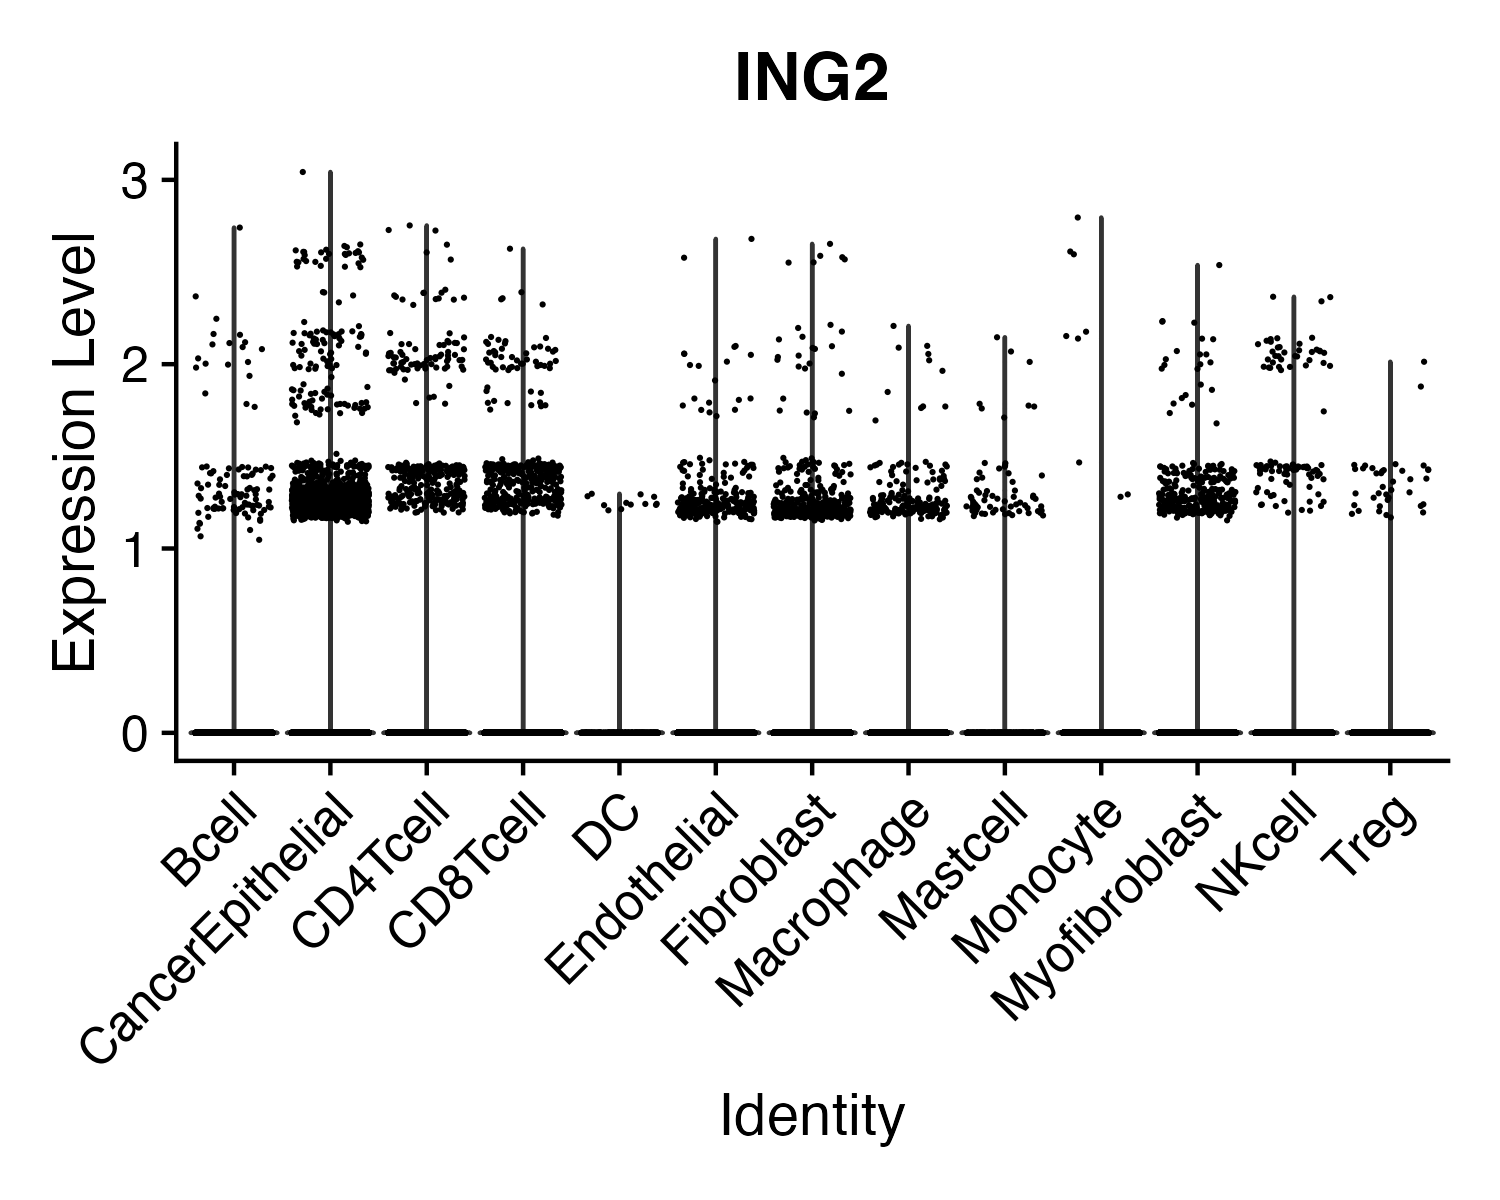 ING2
Expression Level
3
2
1
0
Bcell
CancerEpithelial
CD4Tcell
CD8Tcell
DC
Endothelial
Fibroblast
Macrophage
Mastcell
Monocyte
Myofibroblast
NKcell
Treg
Identity